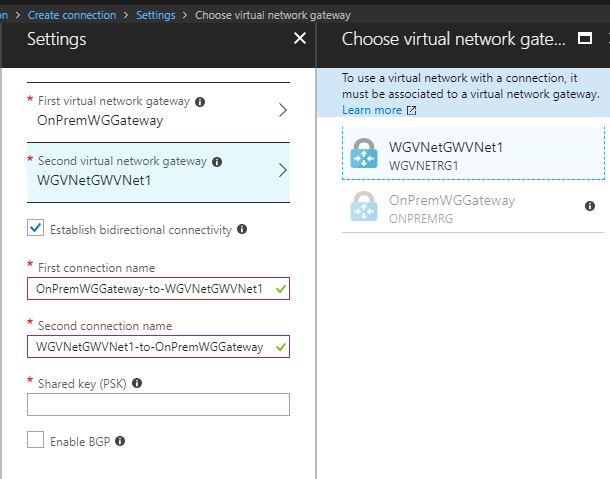 on > Create connection > Settings > Choose virtual network gateway
Settings
* First virtual network gateway
OnPremWGGateway
* Second virtual network gateway
WGVNetGWVNet1
Establish bidirectional connectivity
* First connection name
OnPremWGGateway-to-WGVNetGWVNet1
* Second connection name
WGVNetGWVNet1-to-OnPremWGGateway
* Shared key (PSK)
Enable BGP
Choose virtual network gate...
To use a virtual network with a connection, it
must be associated to a virtual network gateway.
Learn more
WGVNetGWVNet1
WGVNETRG1
OnPremWGGateway
ONPREMRG